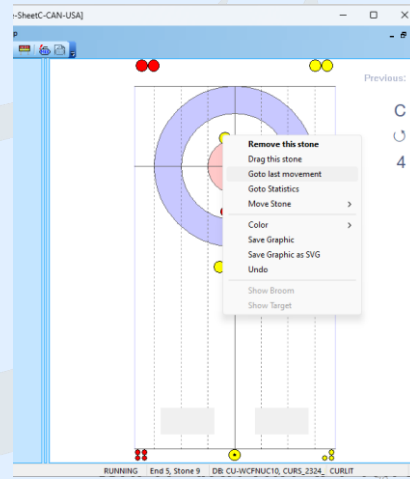 e-SheetC-CAN-USA]
p
Previous:
C
4
Remove this stone
Drag this stone
Goto last movement
Goto Statistics
Move Stone
Color
Save Graphic
Save Graphic as SVG
Undo
Show Broom
Show Target
RUNNING End 5, Stone 9 DB: CU-WCFNUC10, CURS_2324_ CURLIT